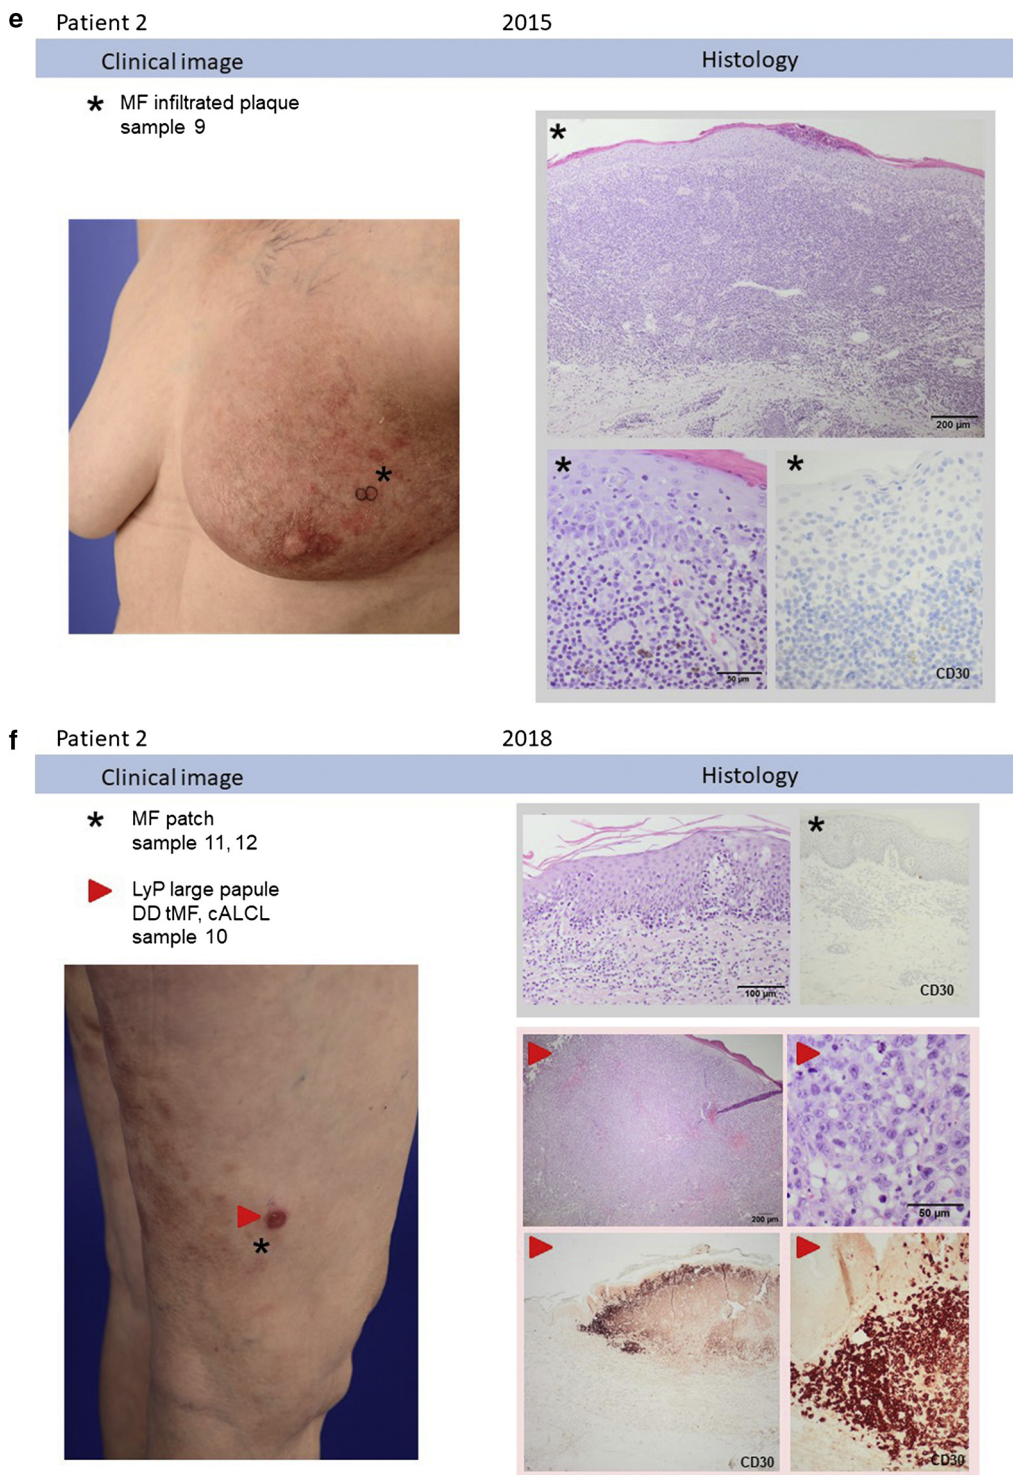 e Patient 2 2015
Clinical image Histology
* MF infiltrated plaque
sample 9
*
200 µm
* *
*
50 µm CD30
f Patient 2 2018
Clinical image Histology
* MF patch
sample 11, 12
*
LyP large papule
DD tMF, cALCL
sample 10
100 µm CD30
*
200 µm 50 µm
CD30 CD30